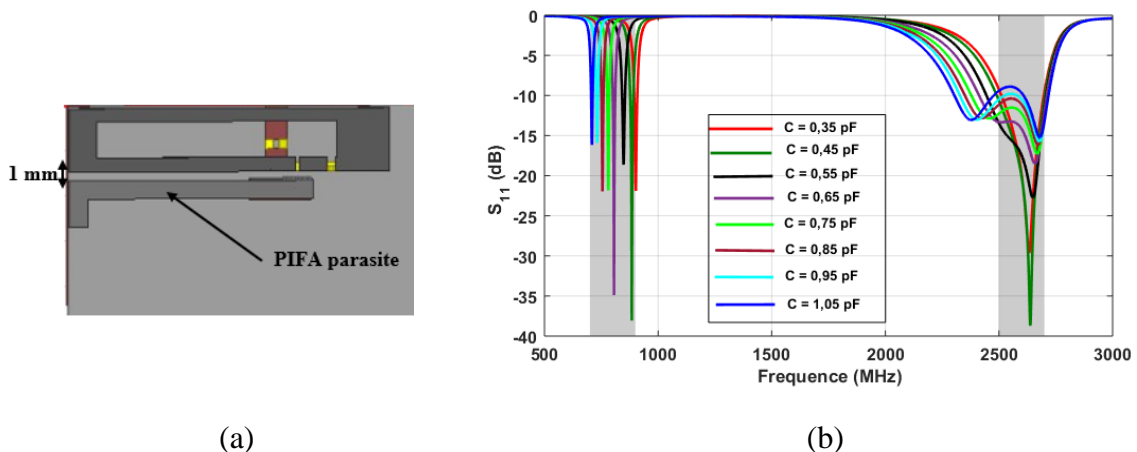 1 mm
PIFA parasite
(a)
0
-5
-10
-15
-20
-25
-30
-35
-40
S11 (dB)
C = 0,35 pF
C = 0,45 pF
C = 0,55 pF
C = 0,65 pF
C = 0,75 pF
C = 0,85 pF
C = 0,95 pF
C = 1,05 pF
500 1000 1500 2000 2500 3000
Frequence (MHz)
(b)